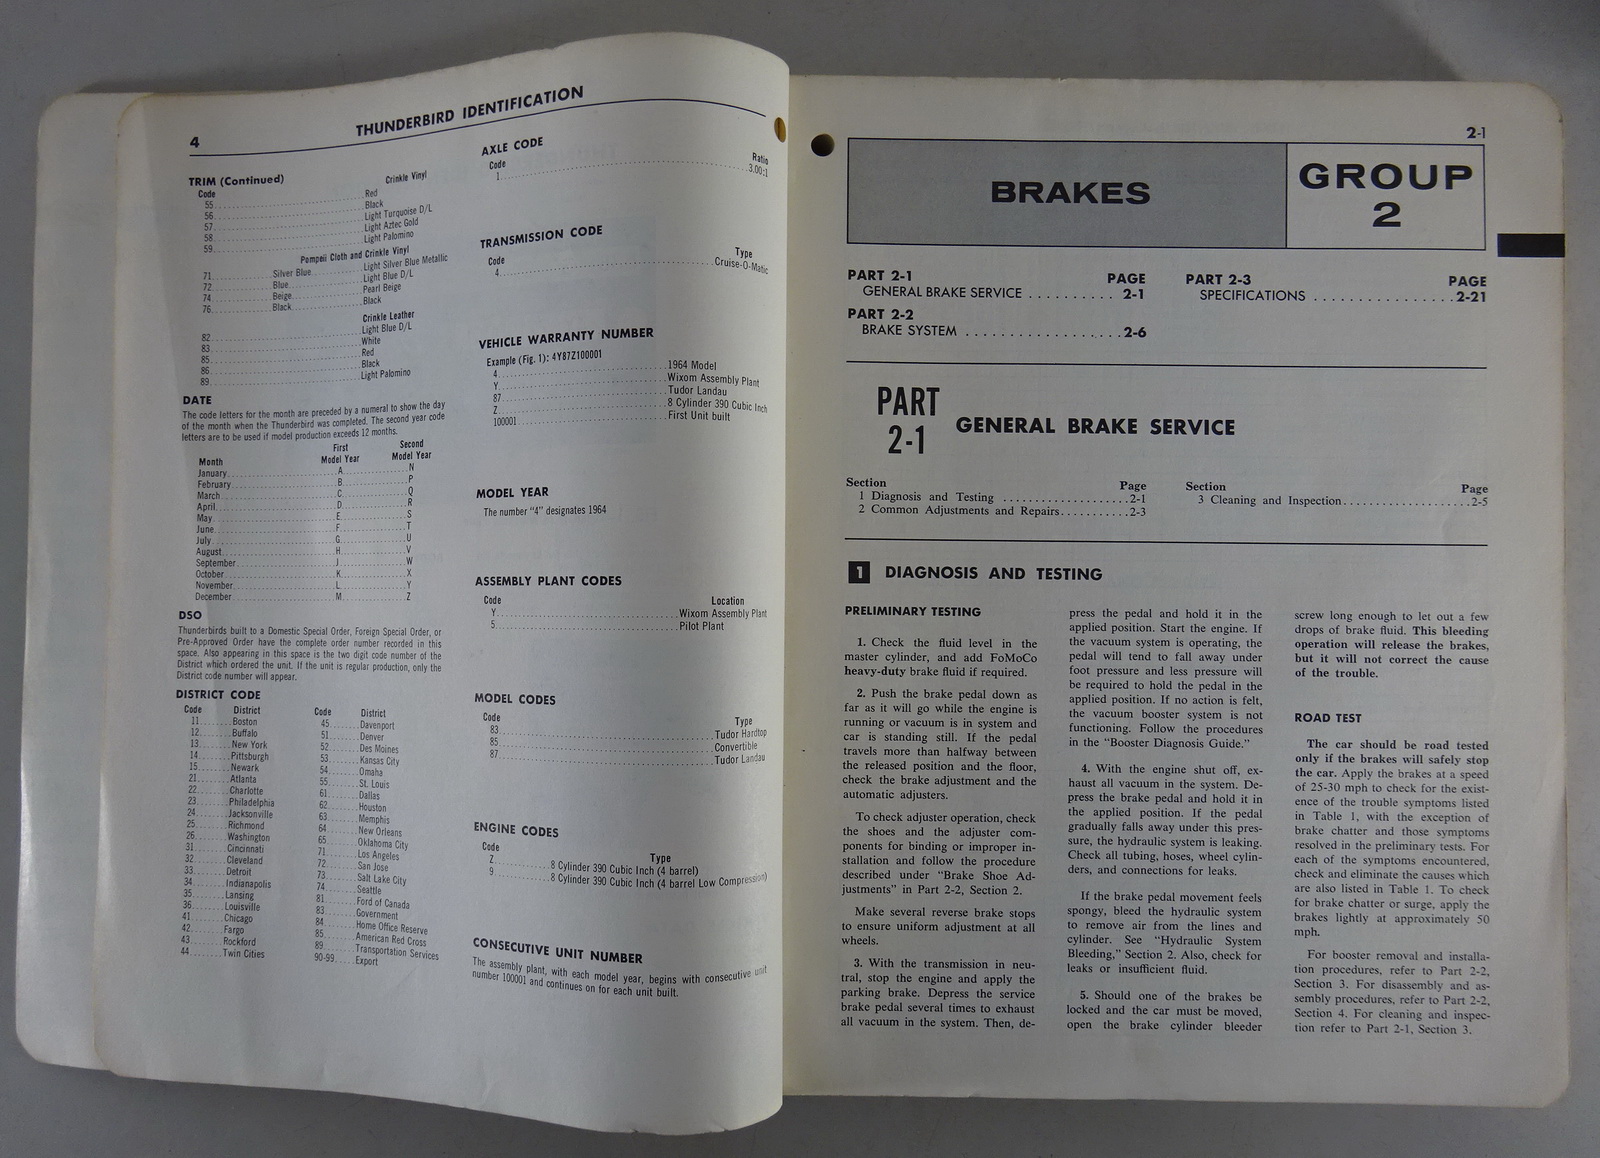 4
THUNDERBIRD IDENTIFICATION
TRIM (Continued)
Code
Crinkle Vinyl
55 Red
56 Black
57 Light Turquoise D/L
58 Light Aztec Gold
59 Light Palomino
Pompeii Cloth and Crinkle Vinyl
71 Silver Blue Light Silver Blue Metallic
72 Blue Light Blue D/L
74 Beige Pearl Beige
76 Black Black
Crinkle Leather
82 Light Blue D/L
83 White
85 Red
86 Black
89 Light Palomino
DATE
The code letters for the month are preceded by a numeral to show the day
of the month when the Thunderbird was completed. The second year code
letters are to be used if model production exceeds 12 months.
First Second
Month Model Year Model Year
January A N
February B P
March C Q
April D R
May E S
June F T
July G U
August H V
September J W
October K X
November L Y
December M Z
DSO
Thunderbirds built to a Domestic Special Order, Foreign Special Order, or
Pre-Approved Order have the complete order number recorded in this
space. Also appearing in this space is the two digit code number of the
District which ordered the unit. If the unit is regular production, only the
District code number will appear.
DISTRICT CODE
Code District
11 Boston
12 Buffalo
13 New York
14 Pittsburgh
15 Newark
21 Atlanta
22 Charlotte
23 Philadelphia
24 Jacksonville
25 Richmond
26 Washington
31 Cincinnati
32 Cleveland
33 Detroit
34 Indianapolis
35 Lansing
36 Louisville
41 Chicago
42 Fargo
43 Rockford
44 Twin Cities
Code District
45 Davenport
51 Denver
52 Des Moines
53 Kansas City
54 Omaha
55 St. Louis
61 Dallas
62 Houston
63 Memphis
64 New Orleans
65 Oklahoma City
71 Los Angeles
72 San Jose
73 Salt Lake City
74 Seattle
81 Ford of Canada
83 Government
84 Home Office Reserve
85 American Red Cross
89 Transportation Services
90-99 Export
AXLE CODE
Code Ratio
1 3.00:1
TRANSMISSION CODE
Code Type
4 Cruise-O-Matic
VEHICLE WARRANTY NUMBER
Example (Fig. 1): 4Y87Z100001
4 1964 Model
Y Wixom Assembly Plant
87 Tudor Landau
Z 8 Cylinder 390 Cubic Inch
100001 First Unit built
MODEL YEAR
The number "4" designates 1964
ASSEMBLY PLANT CODES
Code Location
Y Wixom Assembly Plant
5 Pilot Plant
MODEL CODES
Code Type
83 Tudor Hardtop
85 Convertible
87 Tudor Landau
ENGINE CODES
Code Type
Z 8 Cylinder 390 Cubic Inch (4 barrel)
9 8 Cylinder 390 Cubic Inch (4 barrel Low Compression)
CONSECUTIVE UNIT NUMBER
The assembly plant, with each model year, begins with consecutive unit
number 100001 and continues on for each unit built.
2-1
BRAKES
GROUP
2
PART 2-1 PAGE
GENERAL BRAKE SERVICE .......... 2-1
PART 2-2
BRAKE SYSTEM .................. 2-6
PART 2-3 PAGE
SPECIFICATIONS ................ 2-21
PART
2-1
GENERAL BRAKE SERVICE
Section Page
1 Diagnosis and Testing ................... 2-1
2 Common Adjustments and Repairs........... 2-3
Section Page
3 Cleaning and Inspection................... 2-5
1 DIAGNOSIS AND TESTING
PRELIMINARY TESTING
1. Check the fluid level in the
master cylinder, and add FoMoCo
heavy-duty brake fluid if required.
2. Push the brake pedal down as
far as it will go while the engine is
running or vacuum is in system and
car is standing still. If the pedal
travels more than halfway between
the released position and the floor,
check the brake adjustment and the
automatic adjusters.
To check adjuster operation, check
the shoes and the adjuster com-
ponents for binding or improper in-
stallation and follow the procedure
described under "Brake Shoe Ad-
justments" in Part 2-2, Section 2.
Make several reverse brake stops
to ensure uniform adjustment at all
wheels.
3. With the transmission in neu-
tral, stop the engine and apply the
parking brake. Depress the service
brake pedal several times to exhaust
all vacuum in the system. Then, de-
press the pedal and hold it in the
applied position. Start the engine. If
the vacuum system is operating, the
pedal will tend to fall away under
foot pressure and less pressure will
be required to hold the pedal in the
applied position. If no action is felt,
the vacuum booster system is not
functioning. Follow the procedures
in the "Booster Diagnosis Guide."
4. With the engine shut off, ex-
haust all vacuum in the system. De-
press the brake pedal and hold it in
the applied position. If the pedal
gradually falls away under this pres-
sure, the hydraulic system is leaking.
Check all tubing, hoses, wheel cylin-
ders, and connections for leaks.
If the brake pedal movement feels
spongy, bleed the hydraulic system
to remove air from the lines and
cylinder. See "Hydraulic System
Bleeding," Section 2. Also, check for
leaks or insufficient fluid.
5. Should one of the brakes be
locked and the car must be moved,
open the brake cylinder bleeder
screw long enough to let out a few
drops of brake fluid. This bleeding
operation will release the brakes,
but it will not correct the cause
of the trouble.
ROAD TEST
The car should be road tested
only if the brakes will safely stop
the car. Apply the brakes at a speed
of 25-30 mph to check for the exist-
ence of the trouble symptoms listed
in Table 1, with the exception of
brake chatter and those symptoms
resolved in the preliminary tests. For
each of the symptoms encountered,
check and eliminate the causes which
are also listed in Table 1. To check
for brake chatter or surge, apply the
brakes lightly at approximately 50
mph.
For booster removal and installa-
tion procedures, refer to Part 2-2,
Section 3. For disassembly and as-
sembly procedures, refer to Part 2-2,
Section 4. For cleaning and inspec-
tion refer to Part 2-1, Section 3.